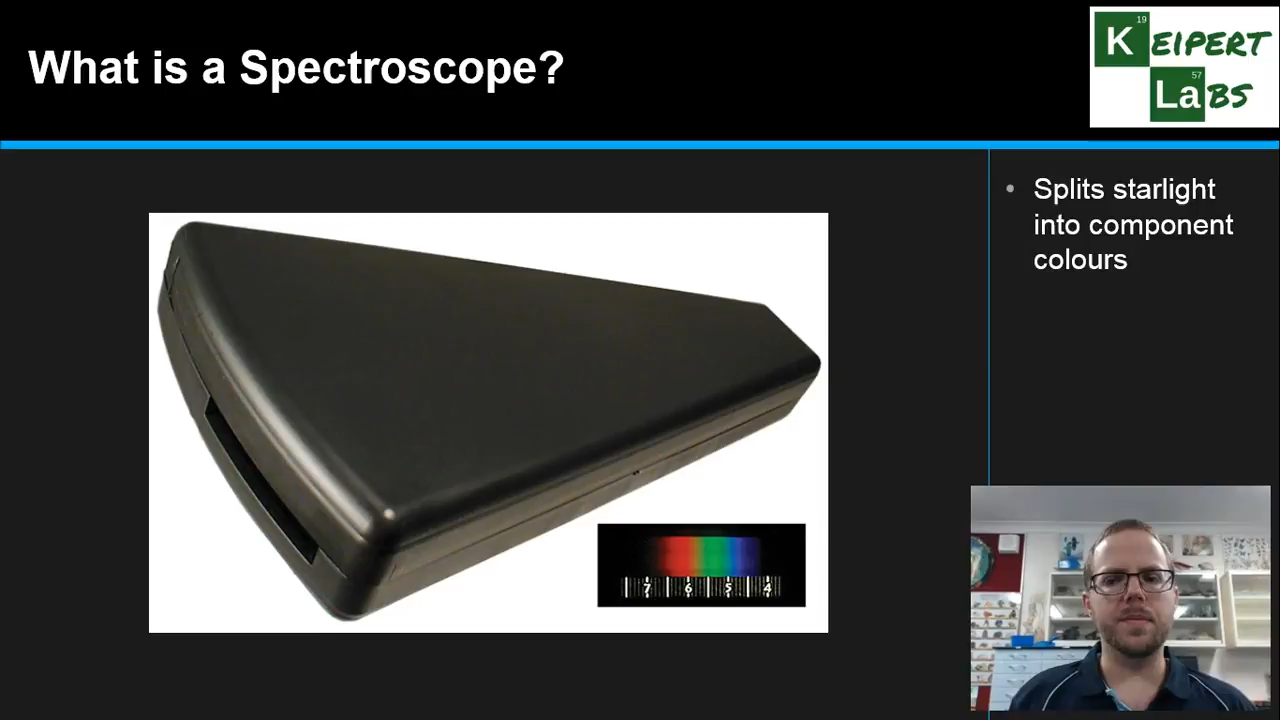 What is a Spectroscope?
19
K EIPERT
57
La BS
• Splits starlight
into component
colours
7 6 5 4